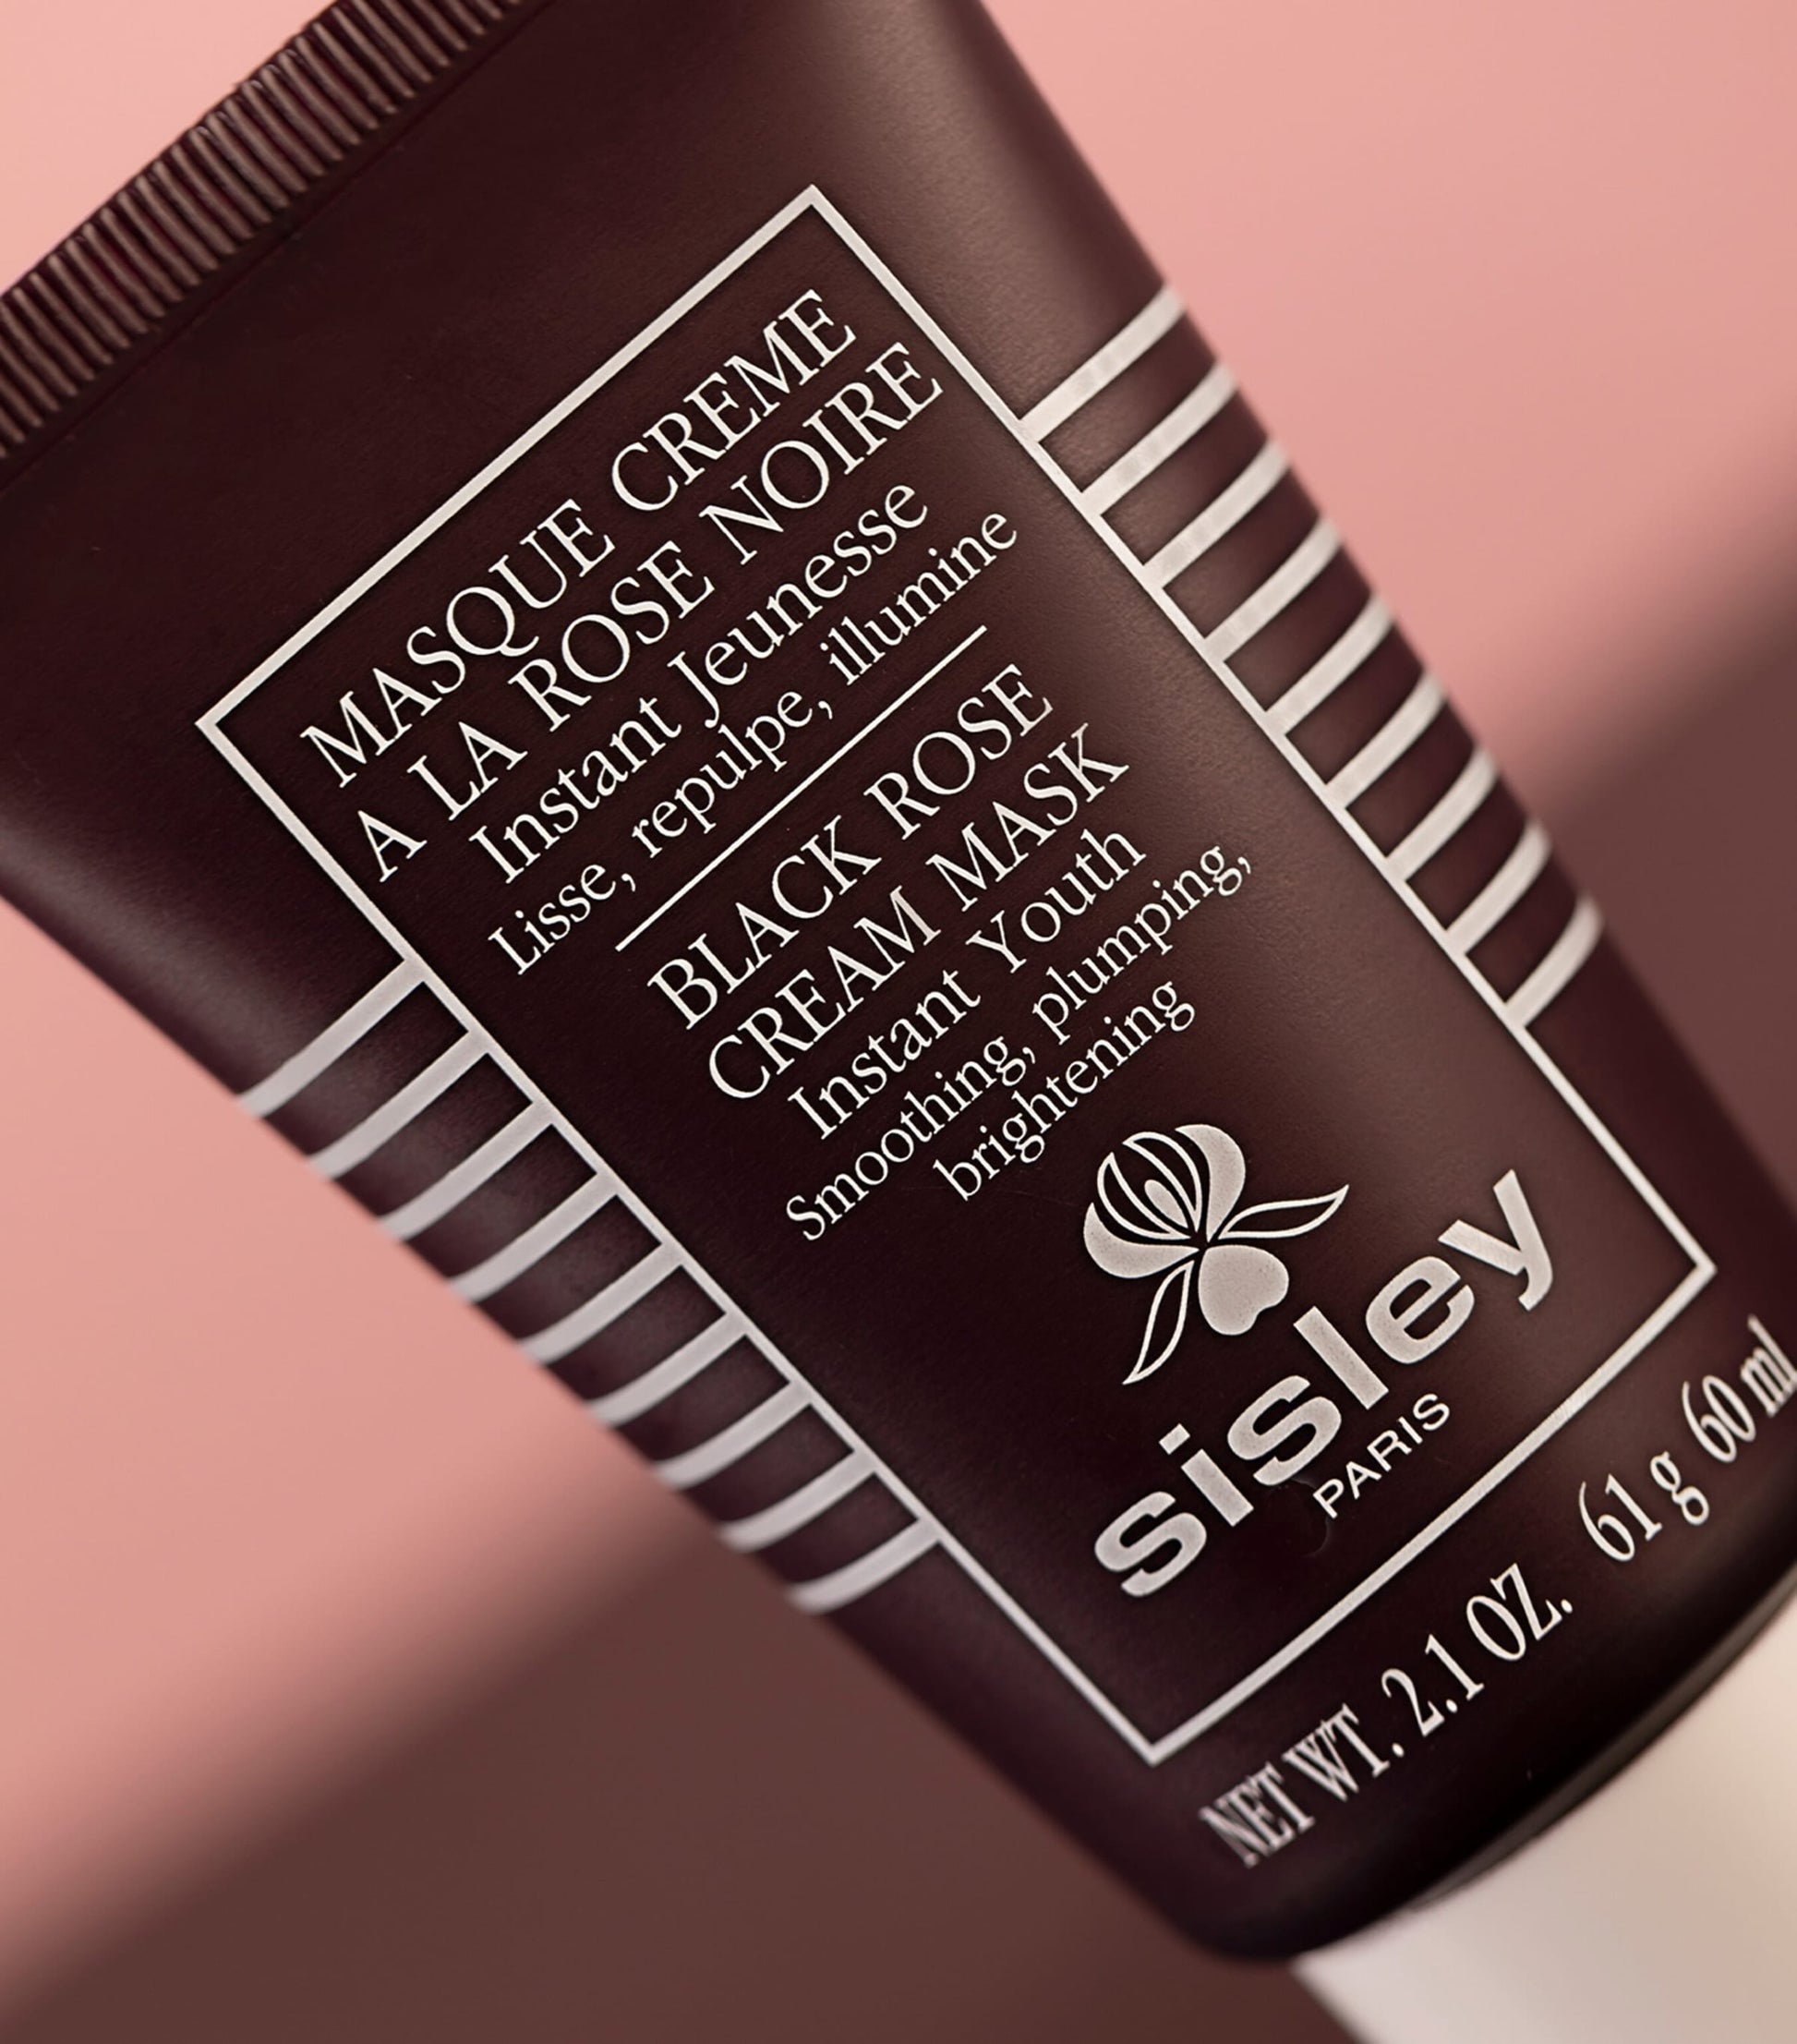 MASQUE CREME
A LA ROSE NOIRE
Instant Jeunesse
Lisse, repulpe, illumine
BLACK ROSE
CREAM MASK
Instant Youth
Smoothing, plumping,
brightening
sisley
PARIS
NET WT. 2.1 OZ. 61 g 60 ml